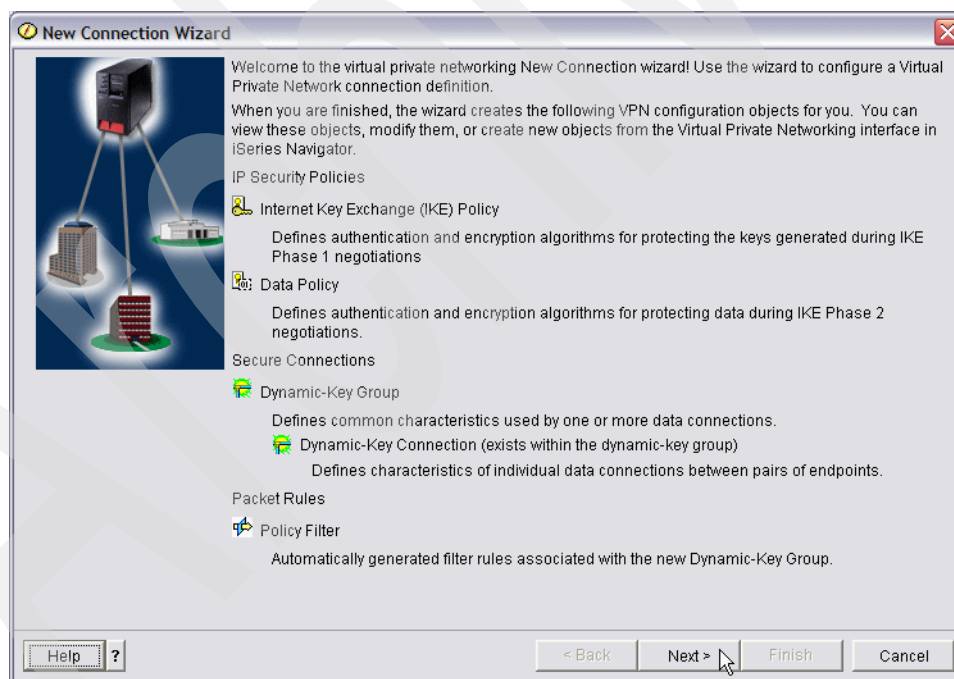 New Connection Wizard
Welcome to the virtual private networking New Connection wizard! Use the wizard to configure a Virtual
Private Network connection definition.
When you are finished, the wizard creates the following VPN configuration objects for you. You can
view these objects, modify them, or create new objects from the Virtual Private Networking interface in
iSeries Navigator.
IP Security Policies
Internet Key Exchange (IKE) Policy
Defines authentication and encryption algorithms for protecting the keys generated during IKE
Phase 1 negotiations
Data Policy
Defines authentication and encryption algorithms for protecting data during IKE Phase 2
negotiations.
Secure Connections
Dynamic-Key Group
Defines common characteristics used by one or more data connections.
Dynamic-Key Connection (exists within the dynamic-key group)
Defines characteristics of individual data connections between pairs of endpoints.
Packet Rules
Policy Filter
Automatically generated filter rules associated with the new Dynamic-Key Group.
Help ? < Back Next > Finish Cancel